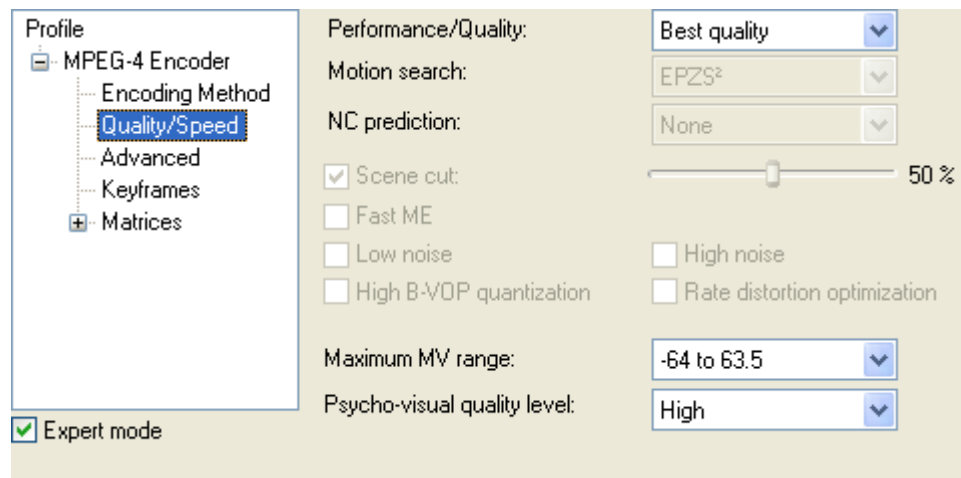 Profile
MPEG-4 Encoder
Encoding Method
Quality/Speed
Advanced
Keyframes
Matrices
Expert mode
Performance/Quality: Best quality
Motion search: EPZS²
NC prediction: None
Scene cut: 50 %
Fast ME
Low noise High noise
High B-VOP quantization Rate distortion optimization
Maximum MV range: -64 to 63.5
Psycho-visual quality level: High